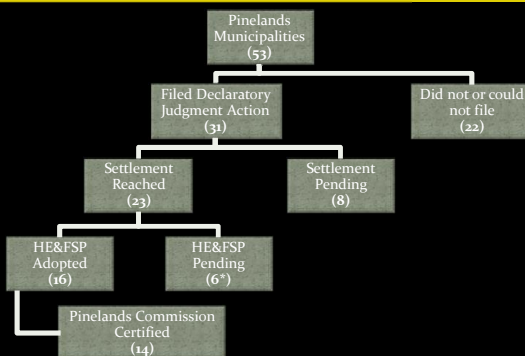 Pinelands
Municipalities
(53)
Filed Declaratory
Judgment Action
(31)
Did not or could
not file
(22)
Settlement
Reached
(23)
Settlement
Pending
(8)
HE&FSP
Adopted
(16)
HE&FSP
Pending
(6*)
Pinelands Commission
Certified
(14)